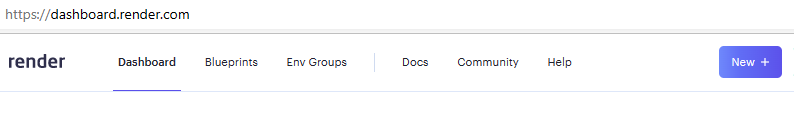 https://dashboard.render.com
render Dashboard Blueprints Env Groups Docs Community Help New +